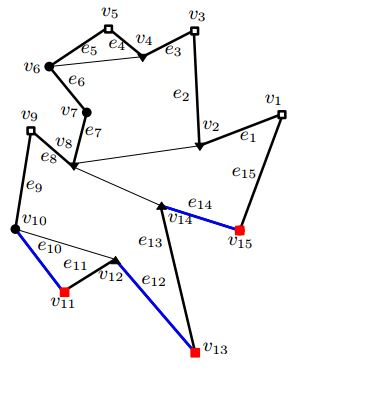 v₅
v₃
v₄
e₅
e₄
e₃
v₆
e₆
e₂
v₁
v₉
v₇
v₂
e₇
v₈
e₁
e₈
e₁₅
e₉
e₁₄
v₁₀
v₁₄
e₁₀
e₁₃
v₁₅
e₁₁
v₁₂
e₁₂
v₁₁
v₁₃